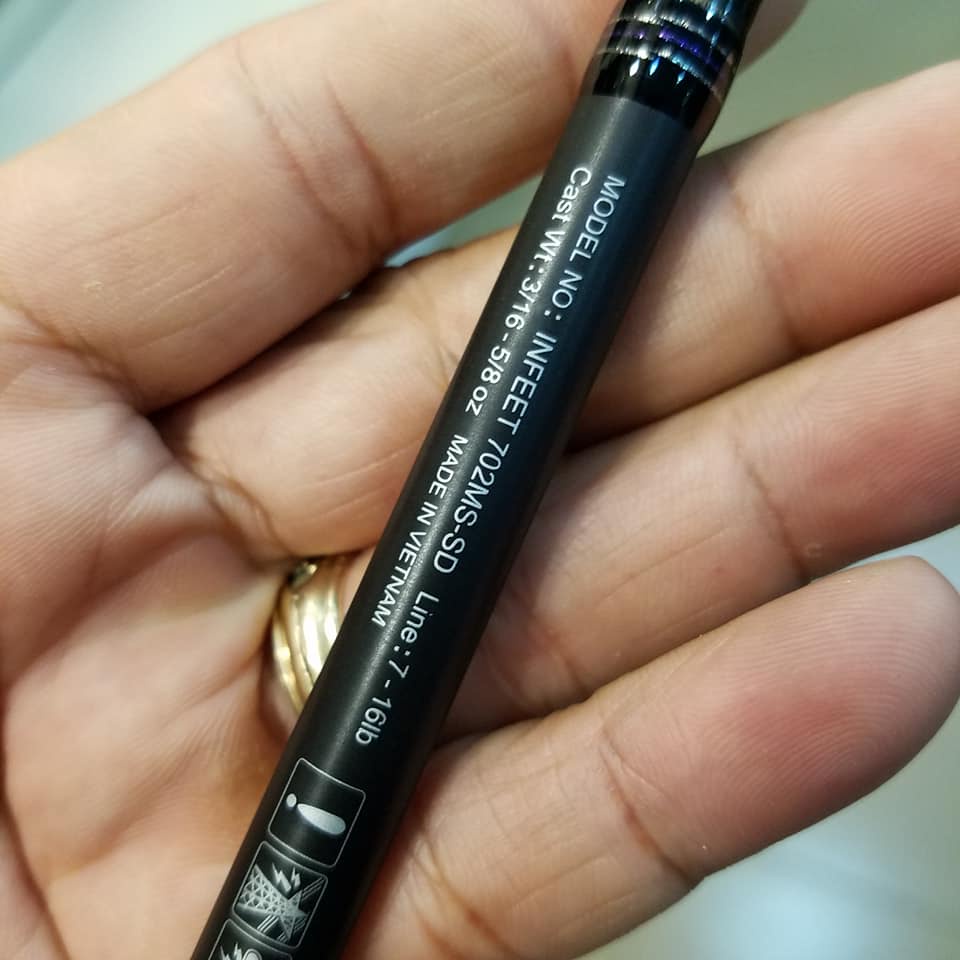 MODEL NO: INFEET 702MS-SD Line: 7 - 16lb
Cast Wt: 3/16 - 5/8 oz MADE IN VIETNAM